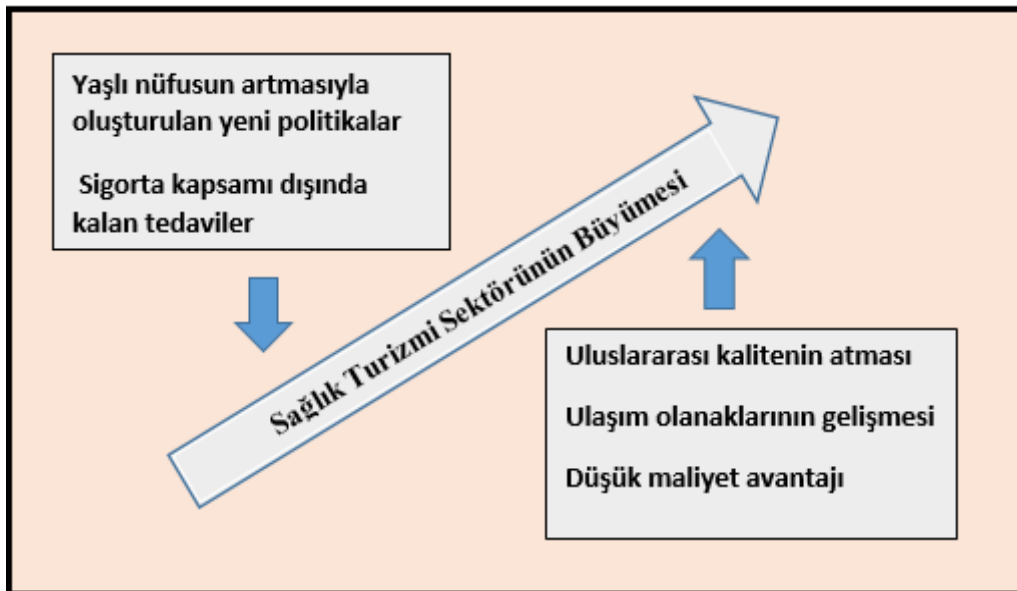 Yaşlı nüfusun artmasıyla
oluşturulan yeni politikalar
Sigorta kapsamı dışında
kalan tedaviler
Sağlık Turizmi Sektörünün Büyümesi
Uluslararası kalitenin atması
Ulaşım olanaklarının gelişmesi
Düşük maliyet avantajı